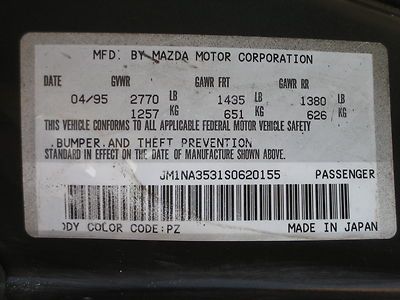 MFD. BY MAZDA MOTOR CORPORATION
DATE GVWR GAWR FRT GAWR RR
04/95 2770 LB 1435 LB 1380 LB
1257 KG 651 KG 626 KG
THIS VEHICLE CONFORMS TO ALL APPLICABLE FEDERAL MOTOR VEHICLE SAFETY
BUMPER AND THEFT PREVENTION
STANDARD IN EFFECT ON THE DATE OF MANUFACTURE SHOWN ABOVE.
JM1NA3531S0620155 PASSENGER
ODY COLOR CODE:PZ MADE IN JAPAN